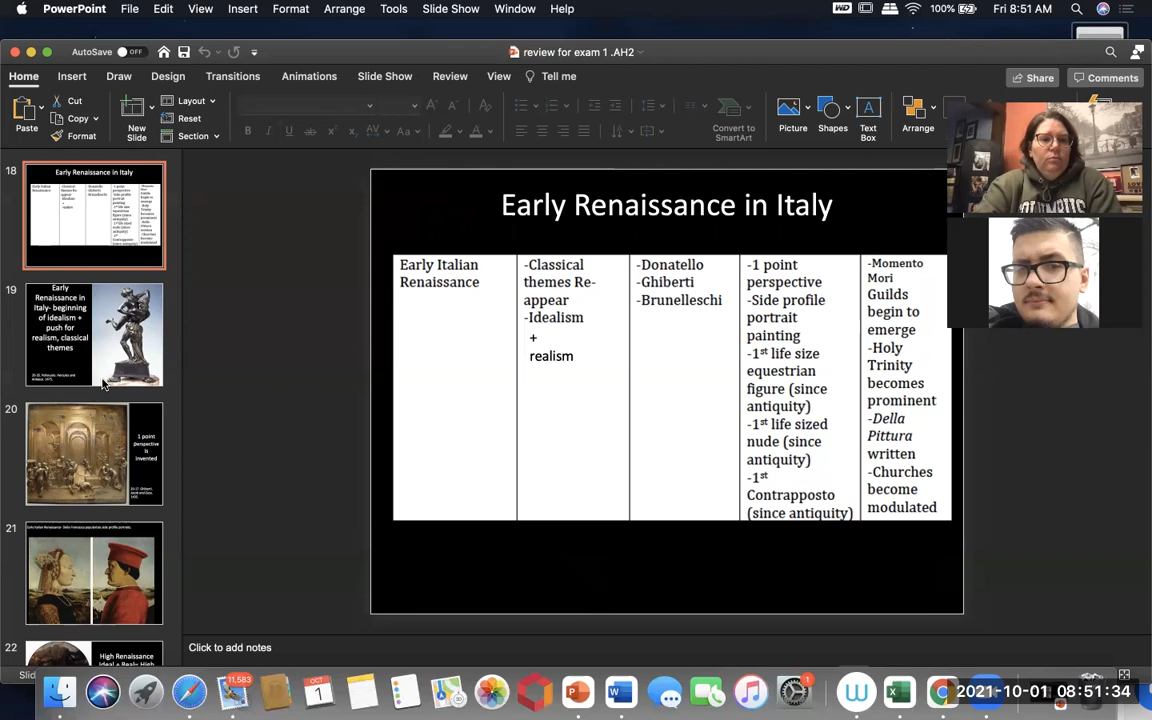 PowerPoint File Edit View Insert Format Arrange Tools Slide Show Window Help
100% Fri 8:51 AM
AutoSave OFF
review for exam 1 .AH2
Home Insert Draw Design Transitions Animations Slide Show Review View Tell me
Share Comments
Paste
Cut
Copy
Format
New Slide
Layout
Reset
Section
Convert to SmartArt
Picture
Shapes
Text Box
Arrange
18
Early Renaissance in Italy
19
Early
Renaissance in
Italy- beginning
of idealism +
push for
realism, classical
themes
20
1 point
perspective
is
invented
21
22
High Renaissance
Early Renaissance in Italy
Early Italian
Renaissance
-Classical
themes Re-
appear
-Idealism
+
realism
-Donatello
-Ghiberti
-Brunelleschi
-1 point
perspective
-Side profile
portrait
painting
-1st life size
equestrian
figure (since
antiquity)
-1st life sized
nude (since
antiquity)
-1st
Contrapposto
(since antiquity)
-Momento
Mori
Guilds
begin to
emerge
-Holy
Trinity
becomes
prominent
-Della
Pittura
written
-Churches
become
modulated
Click to add notes
11,583
OCT
1
1
2021-10-01 08:51:34